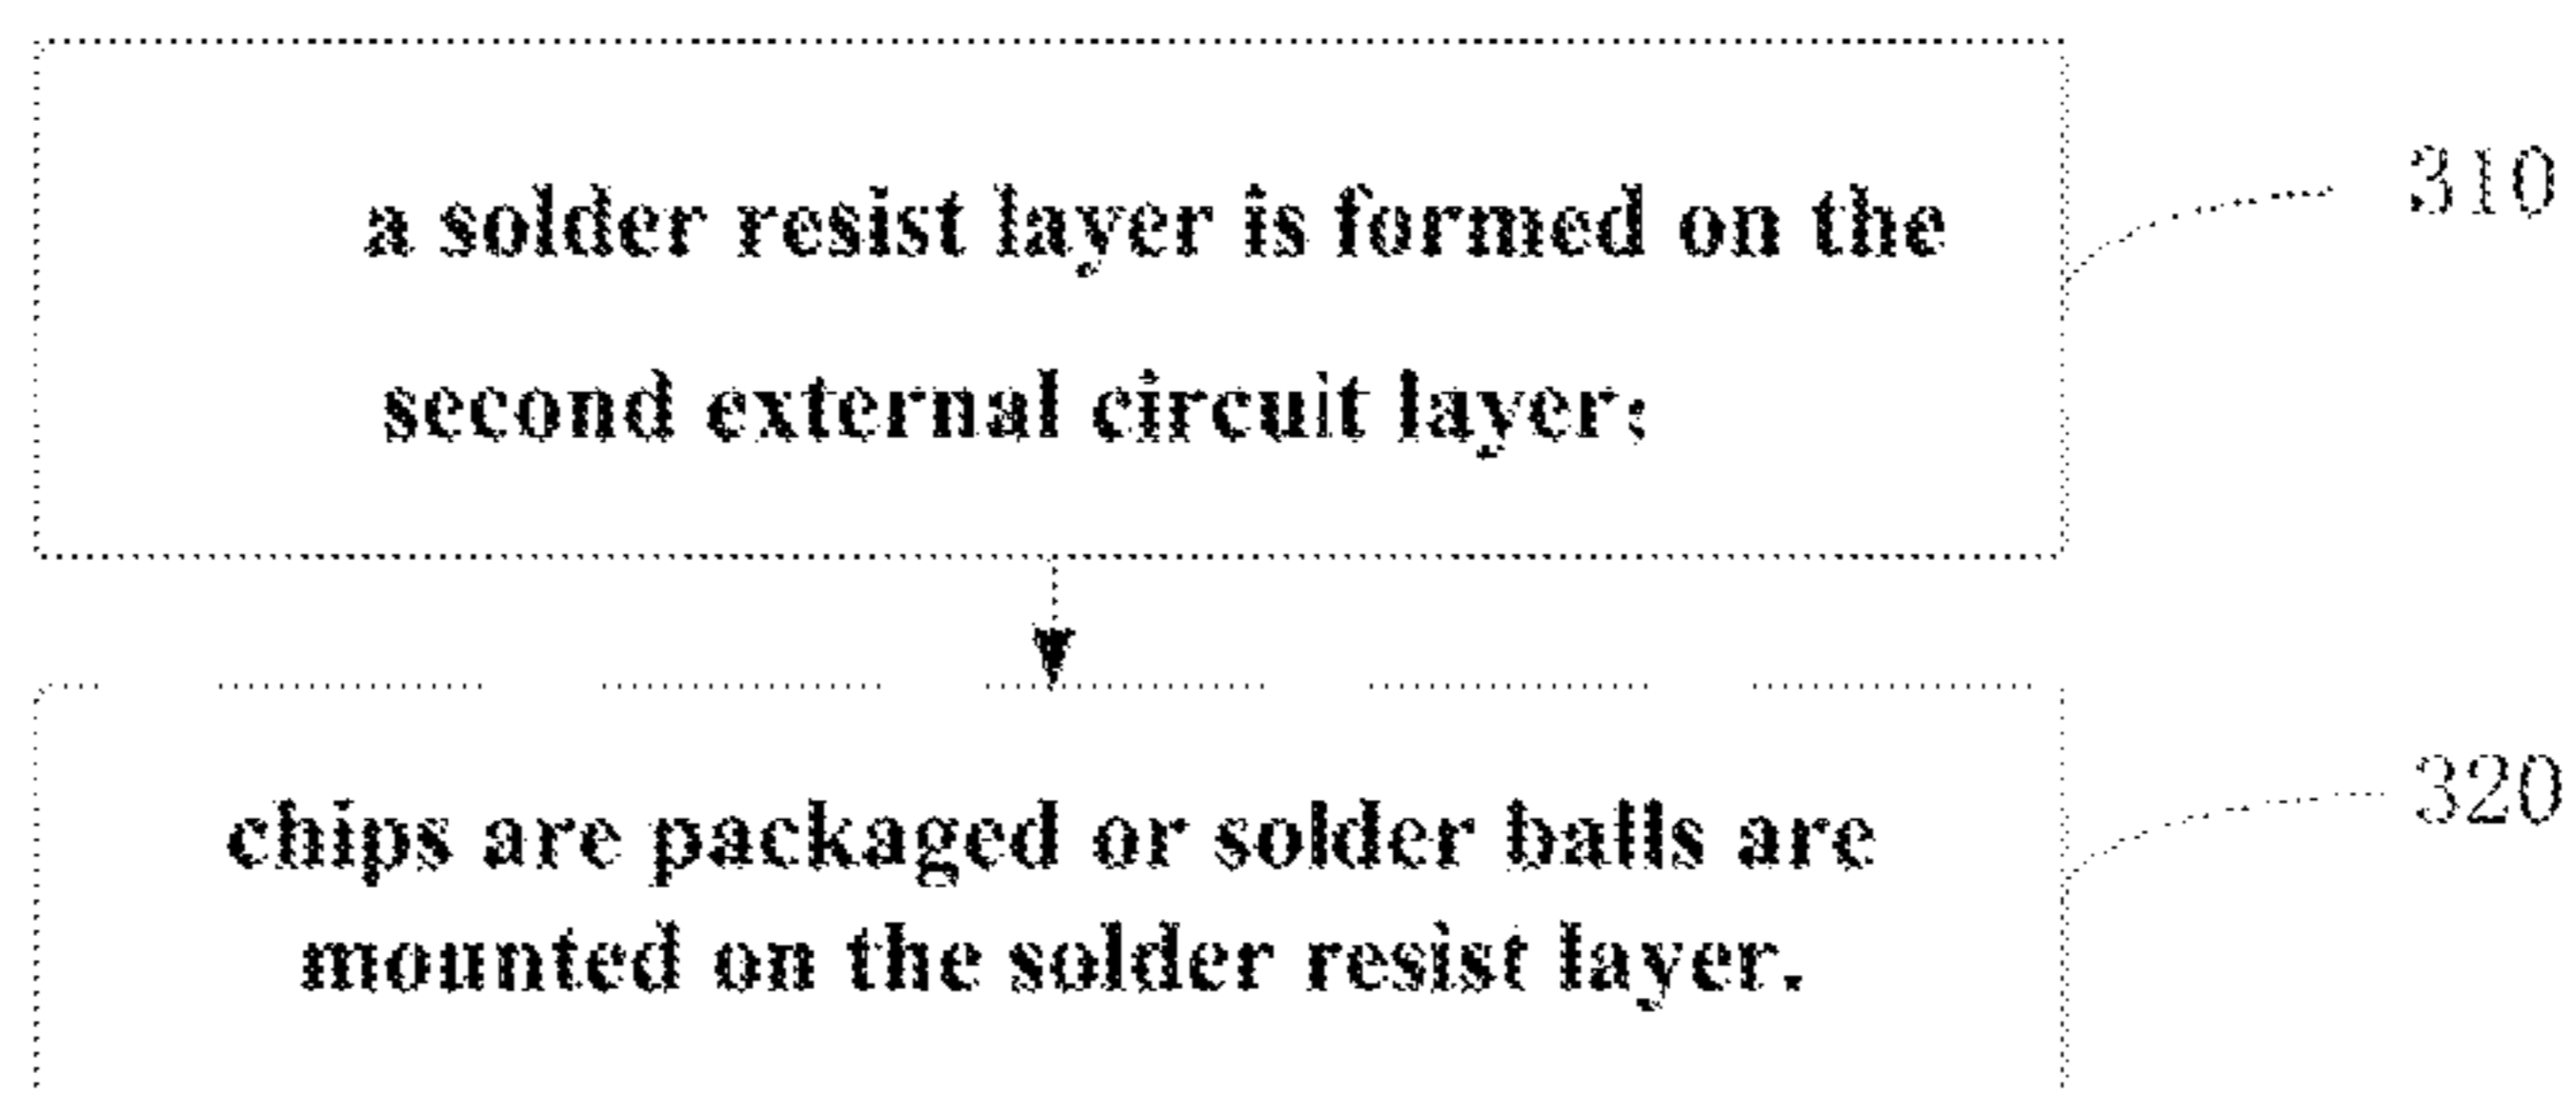 a solder resist layer is formed on the
310
second external circuit layer;
chips are packaged or solder balls are
320
mounted on the solder resist layer.